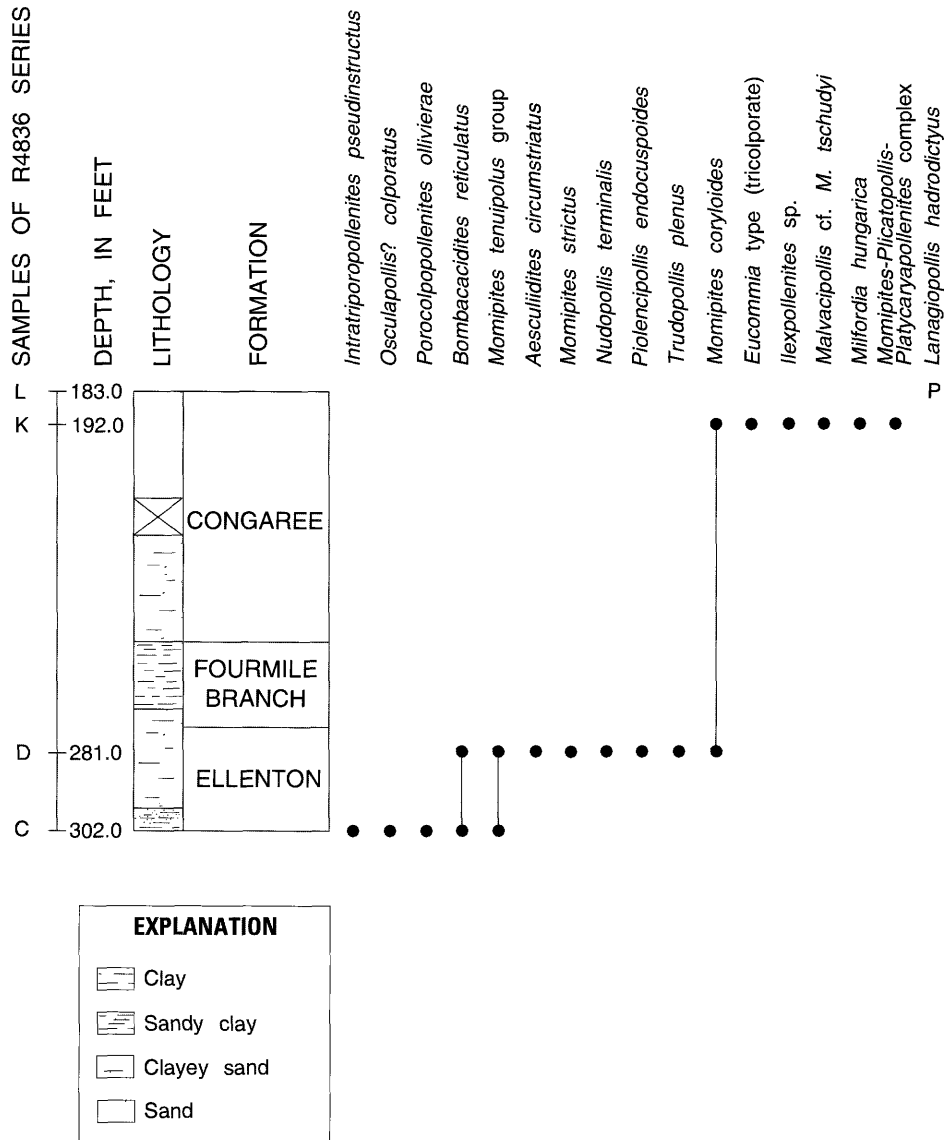 SAMPLES OF R4836 SERIES
DEPTH, IN FEET
LITHOLOGY
FORMATION
Intratriporopollenites pseudinstructus
Osculapollis? colporatus
Porocolpopollenites ollivierae
Bombacacidites reticulatus
Momipites tenuipolus group
Aesculiidites circumstriatus
Momipites strictus
Nudopollis terminalis
Piolencipollis endocuspoides
Trudopollis plenus
Momipites coryloides
Eucommia type (tricolporate)
Ilexpollenites sp.
Malvacipollis cf. M. tschudyi
Milfordia hungarica
Momipites-Plicatopollis-
Platycaryapollenites complex
Lanagiopollis hadrodictyus
L 183.0 P
K 192.0
CONGAREE
FOURMILE
BRANCH
D 281.0
ELLENTON
C 302.0
EXPLANATION
Clay
Sandy clay
Clayey sand
Sand